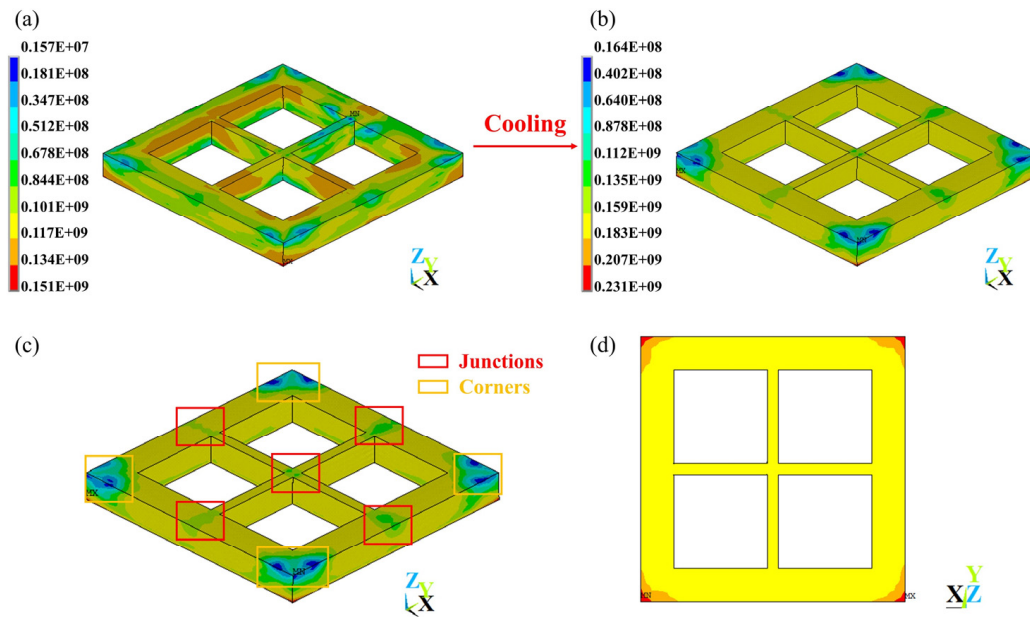 (a)
0.157E+07
0.181E+08
0.347E+08
0.512E+08
0.678E+08
0.844E+08
0.101E+09
0.117E+09
0.134E+09
0.151E+09
MN
MN
Z
Y
X
Cooling
(b)
0.164E+08
0.402E+08
0.640E+08
0.878E+08
0.112E+09
0.135E+09
0.159E+09
0.183E+09
0.207E+09
0.231E+09
MX
MN
Z
Y
X
(c)
Junctions
Corners
MX
MN
Z
Y
X
(d)
MN
MX
Y
X Z